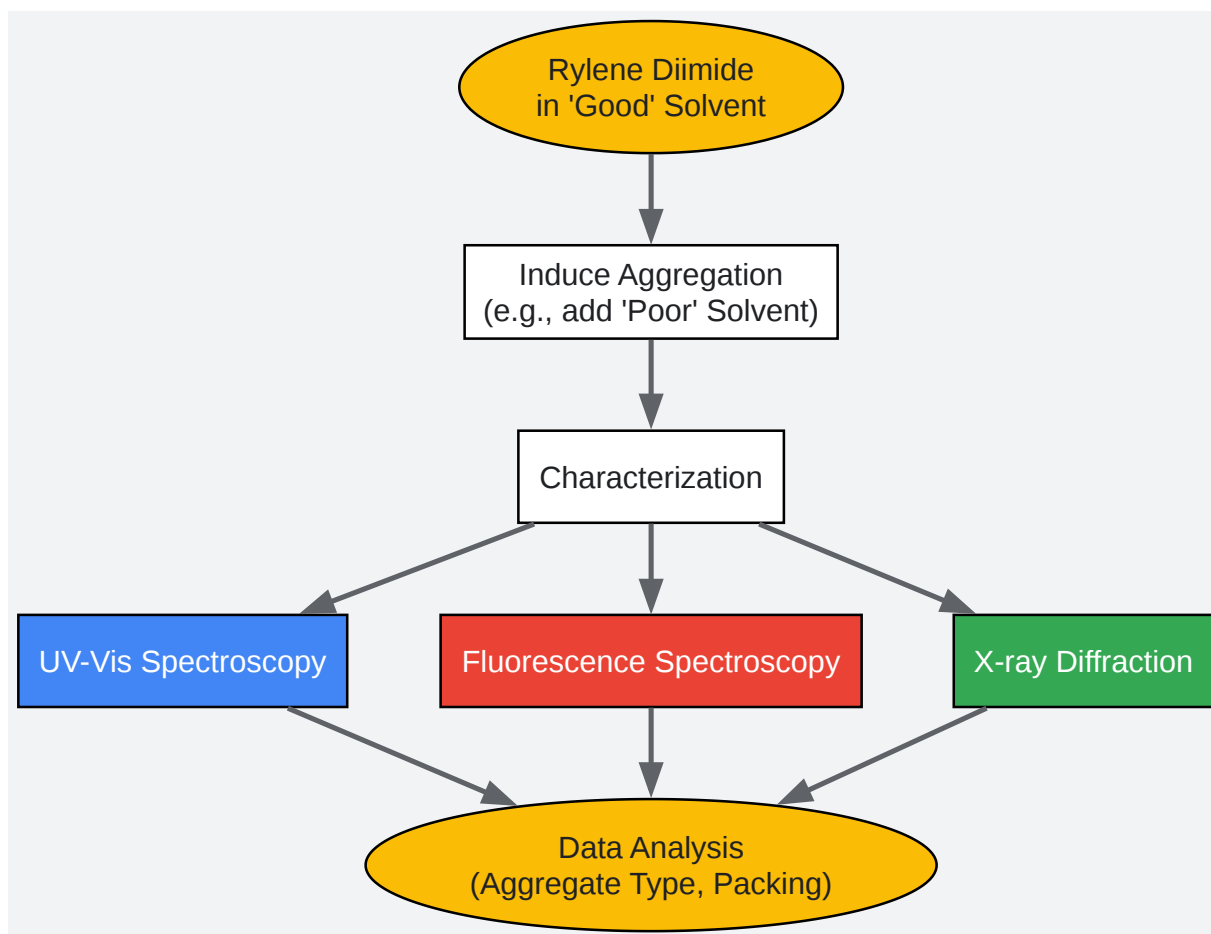 Rylene Diimide
in 'Good' Solvent
Induce Aggregation
(e.g., add 'Poor' Solvent)
Characterization
UV-Vis Spectroscopy
Fluorescence Spectroscopy
X-ray Diffraction
Data Analysis
(Aggregate Type, Packing)